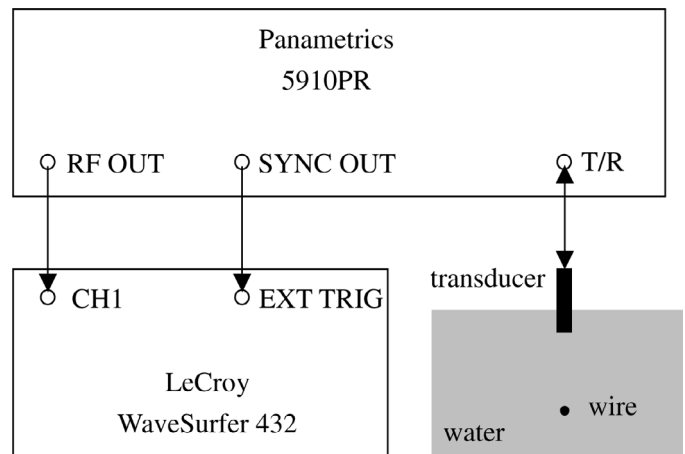 Panametrics
5910PR
RF OUT
SYNC OUT
T/R
transducer
CH1
EXT TRIG
LeCroy
WaveSurfer 432
wire
water